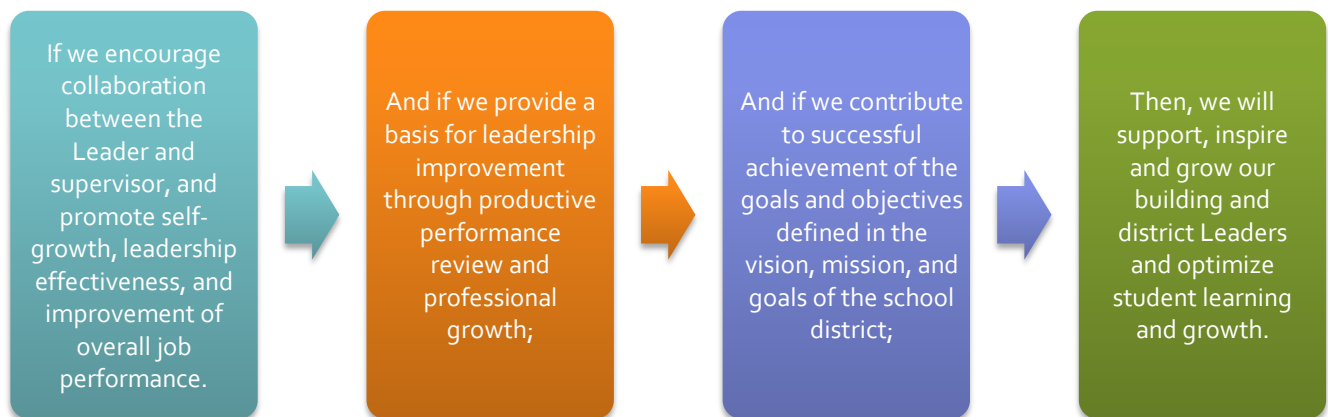 If we encourage
collaboration
between the
Leader and
supervisor, and
promote self-
growth, leadership
effectiveness, and
improvement of
overall job
performance.
And if we provide a
basis for leadership
improvement
through productive
performance
review and
professional
growth;
And if we contribute
to successful
achievement of the
goals and objectives
defined in the
vision, mission, and
goals of the school
district;
Then, we will
support, inspire
and grow our
building and
district Leaders
and optimize
student learning
and growth.